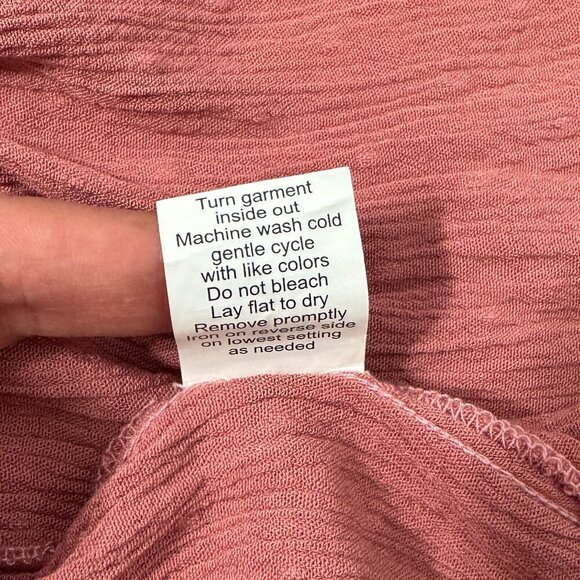 Turn garment
inside out
Machine wash cold
gentle cycle
with like colors
Do not bleach
Lay flat to dry
Remove promptly
Iron on reverse side
on lowest setting
as needed